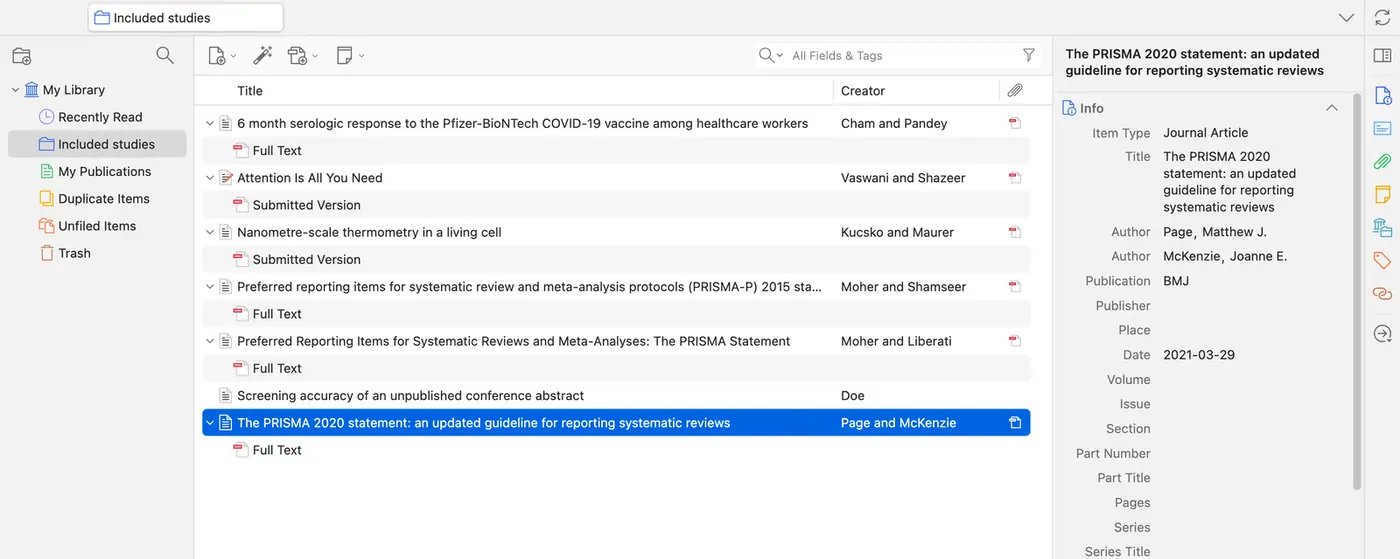 Included studies
All Fields & Tags
My Library
Recently Read
Included studies
My Publications
Duplicate Items
Unfiled Items
Trash
Title Creator
6 month serologic response to the Pfizer-BioNTech COVID-19 vaccine among healthcare workers Cham and Pandey
Full Text
Attention Is All You Need Vaswani and Shazeer
Submitted Version
Nanometre-scale thermometry in a living cell Kucsko and Maurer
Submitted Version
Preferred reporting items for systematic review and meta-analysis protocols (PRISMA-P) 2015 sta... Moher and Shamseer
Full Text
Preferred Reporting Items for Systematic Reviews and Meta-Analyses: The PRISMA Statement Moher and Liberati
Full Text
Screening accuracy of an unpublished conference abstract Doe
The PRISMA 2020 statement: an updated guideline for reporting systematic reviews Page and McKenzie
Full Text
The PRISMA 2020 statement: an updated
guideline for reporting systematic reviews
Info
Item Type Journal Article
Title The PRISMA 2020
statement: an updated
guideline for reporting
systematic reviews
Author Page, Matthew J.
Author McKenzie, Joanne E.
Publication BMJ
Publisher
Place
Date 2021-03-29
Volume
Issue
Section
Part Number
Part Title
Pages
Series
Series Title